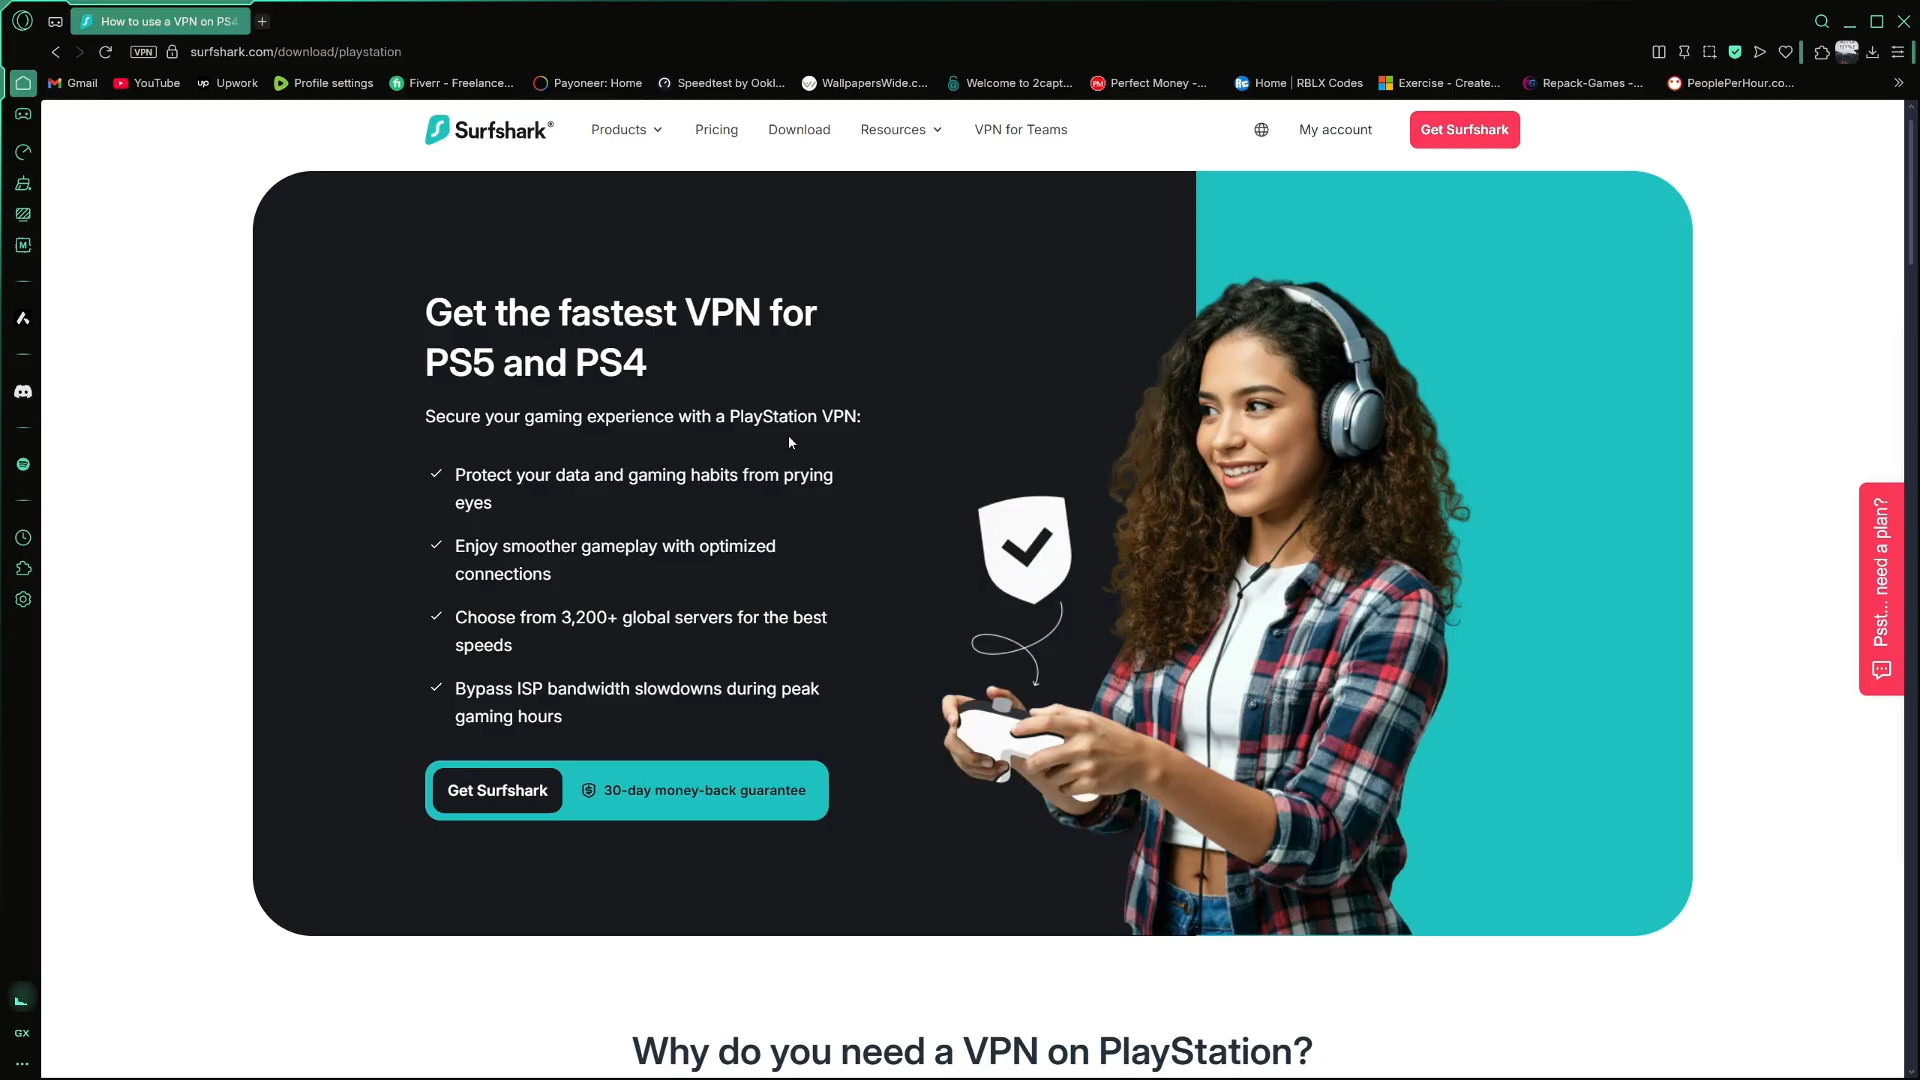 How to use a VPN on PS4
VPN
surfshark.com/download/playstation
Gmail
YouTube
up Upwork
Profile settings
fi Fiverr - Freelance...
Payoneer: Home
Speedtest by Ookl...
WallpapersWide.c...
Welcome to 2capt...
PM Perfect Money -...
Home | RBLX Codes
Exercise - Create...
Repack-Games -...
PeoplePerHour.co...
Surfshark®
Products
Pricing
Download
Resources
VPN for Teams
My account
Get Surfshark
Get the fastest VPN for
PS5 and PS4
Secure your gaming experience with a PlayStation VPN:
Protect your data and gaming habits from prying
eyes
Enjoy smoother gameplay with optimized
connections
Choose from 3,200+ global servers for the best
speeds
Bypass ISP bandwidth slowdowns during peak
gaming hours
Get Surfshark
30-day money-back guarantee
Psst... need a plan?
Why do you need a VPN on PlayStation?
M
GX